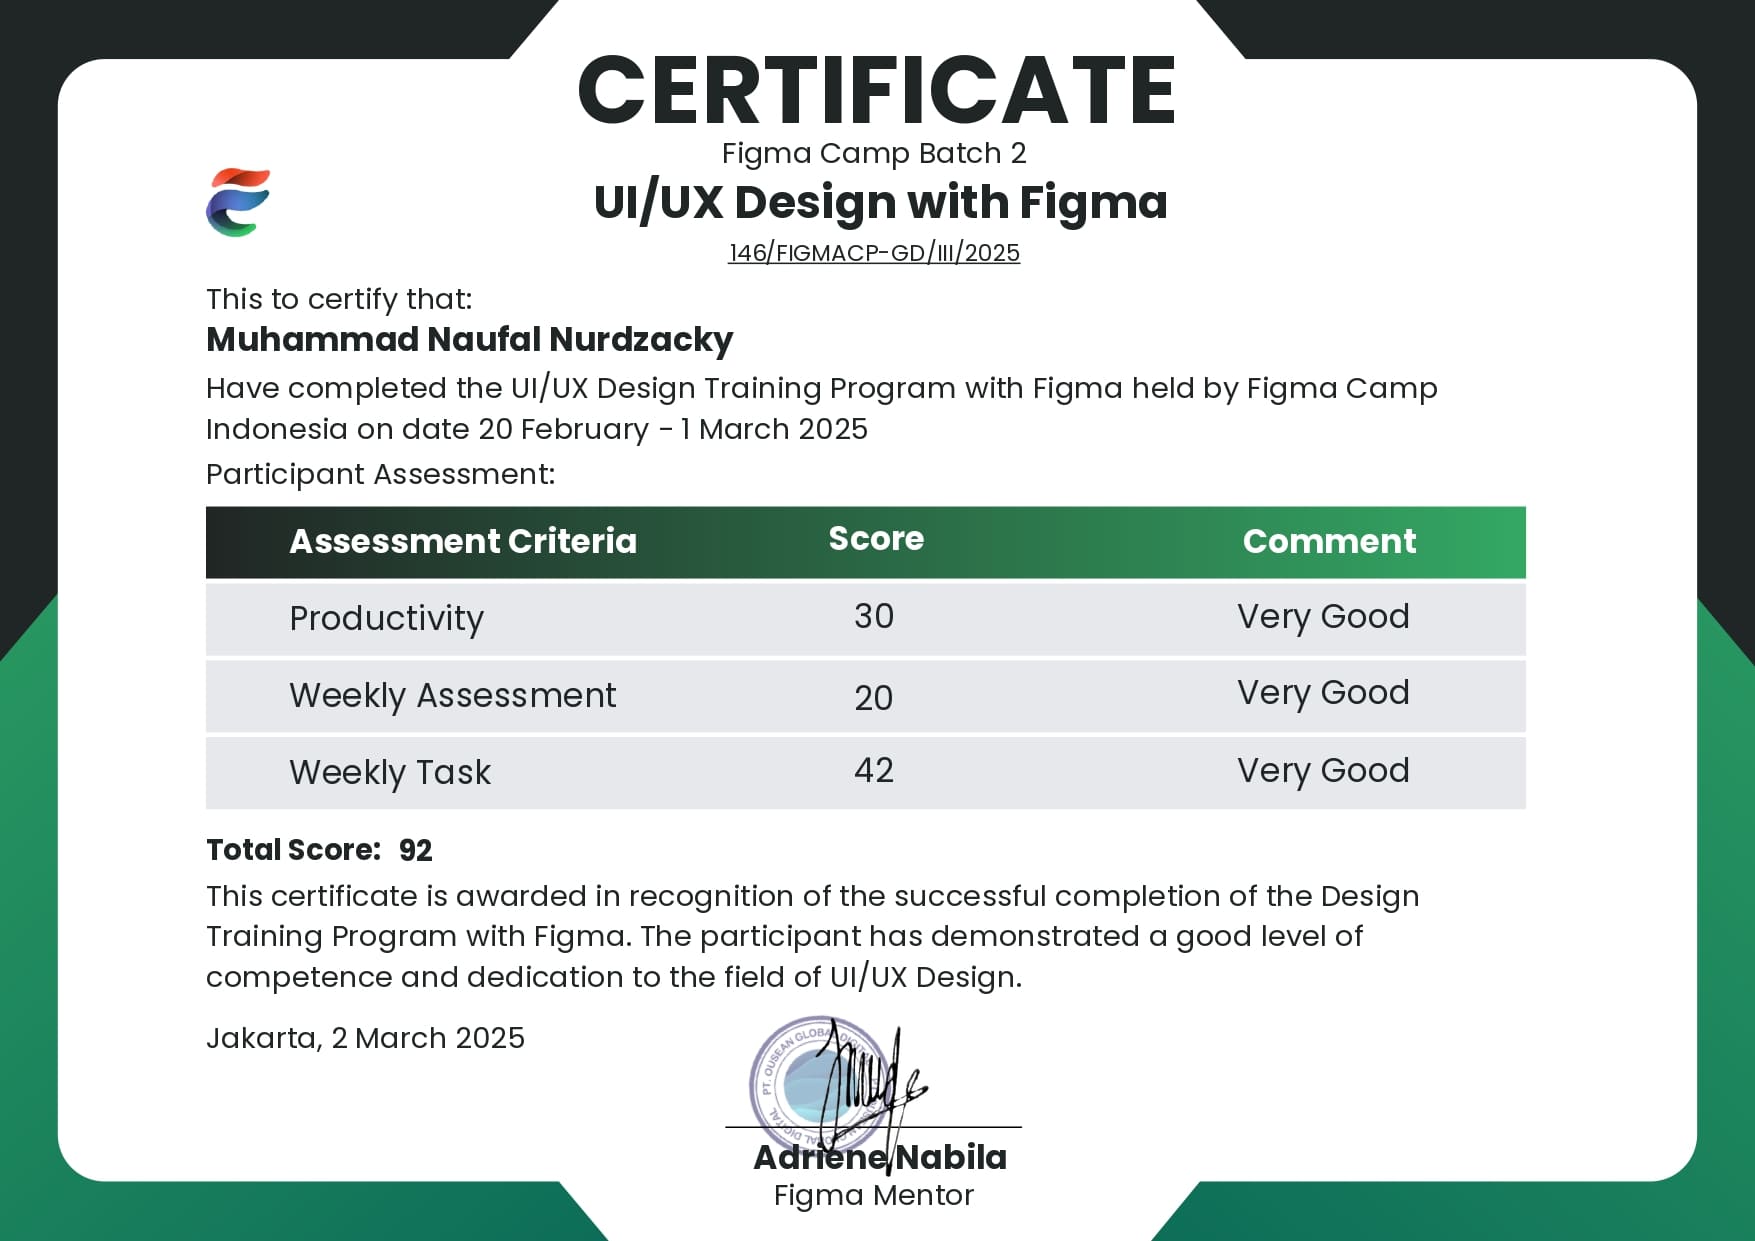 CERTIFICATE
Figma Camp Batch 2
UI/UX Design with Figma
146/FIGMACP-GD/III/2025
This to certify that:
Muhammad Naufal Nurdzacky
Have completed the UI/UX Design Training Program with Figma held by Figma Camp
Indonesia on date 20 February - 1 March 2025
Participant Assessment:
Assessment Criteria Score Comment
Productivity 30 Very Good
Weekly Assessment 20 Very Good
Weekly Task 42 Very Good
Total Score: 92
This certificate is awarded in recognition of the successful completion of the Design
Training Program with Figma. The participant has demonstrated a good level of
competence and dedication to the field of UI/UX Design.
Jakarta, 2 March 2025
PT. OUSEAN GLOBAL DIGITAL
Adriene Nabila
Figma Mentor